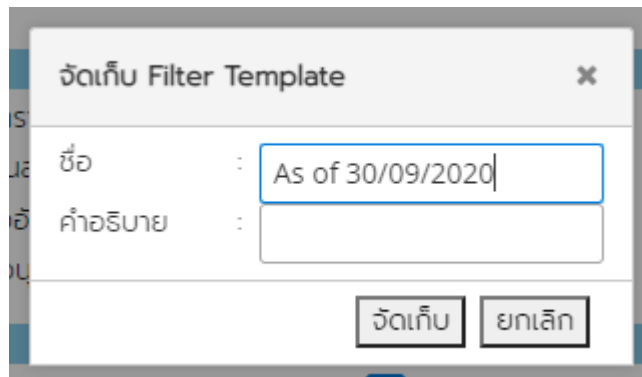 จัดเก็บ Filter Template ✖
ชื่อ : As of 30/09/2020
คำอธิบาย :
จัดเก็บ ยกเลิก